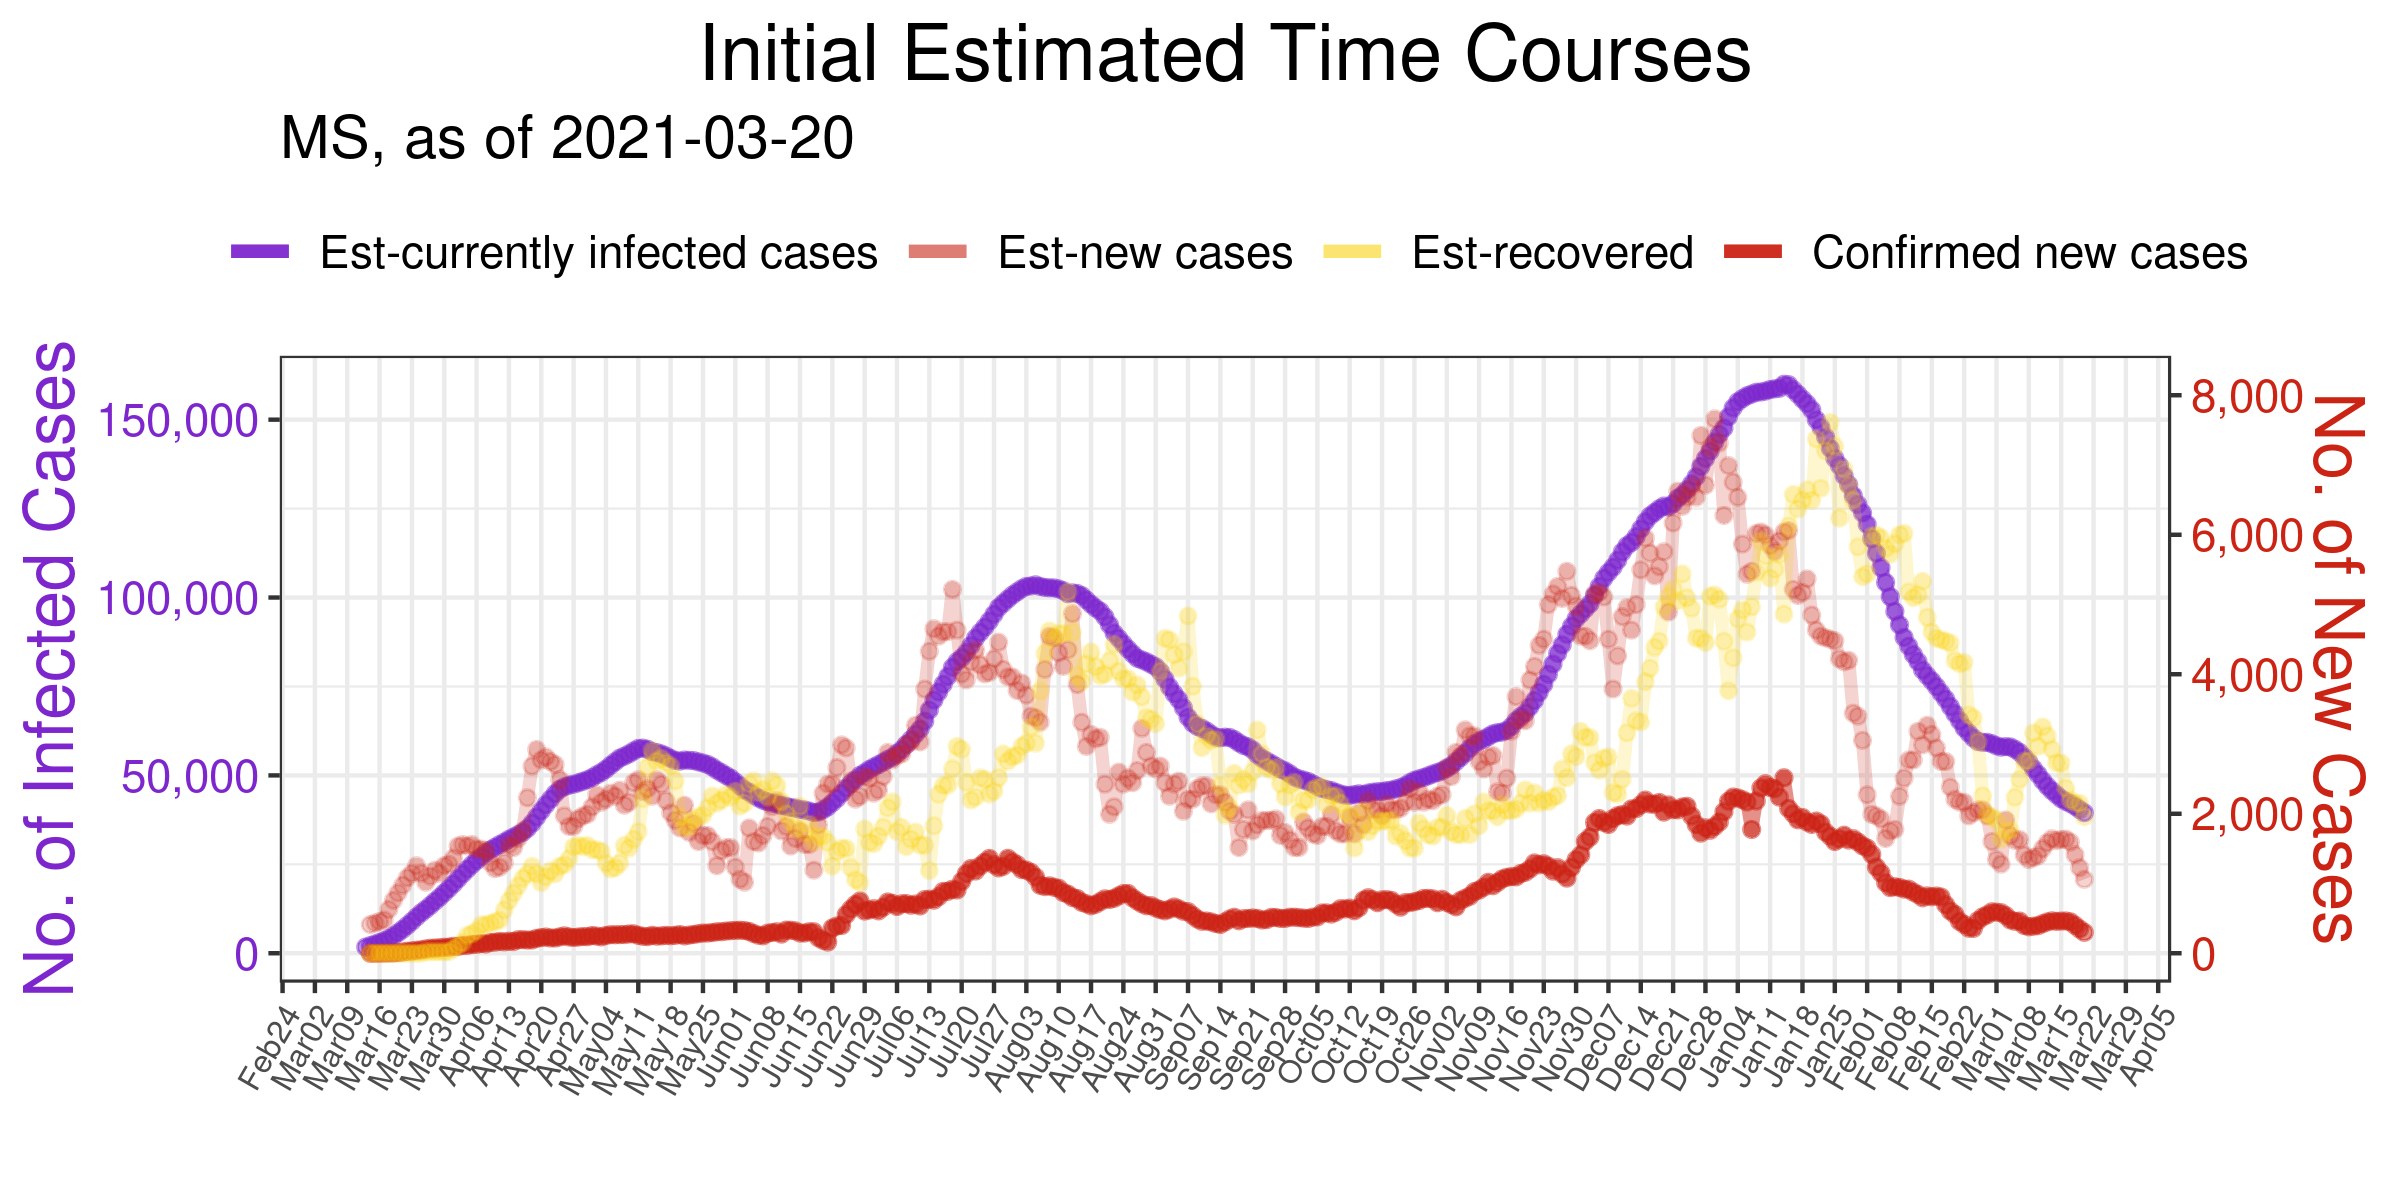 Initial Estimated Time Courses
MS, as of 2021-03-20
Est-currently infected cases Est-new cases Est-recovered Confirmed new cases
No. of Infected Cases
150,000
100,000
50,000
0
8,000
6,000
4,000
2,000
0
No. of New Cases
Feb24 Mar02 Mar09 Mar16 Mar23 Mar30 Apr06 Apr13 Apr20 Apr27 May04 May11 May18 May25 Jun01 Jun08 Jun15 Jun22 Jun29 Jul06 Jul13 Jul20 Jul27 Aug03 Aug10 Aug17 Aug24 Aug31 Sep07 Sep14 Sep21 Sep28 Oct05 Oct12 Oct19 Oct26 Nov02 Nov09 Nov16 Nov23 Nov30 Dec07 Dec14 Dec21 Dec28 Jan04 Jan11 Jan18 Jan25 Feb01 Feb08 Feb15 Feb22 Mar01 Mar08 Mar15 Mar22 Mar29 Apr05